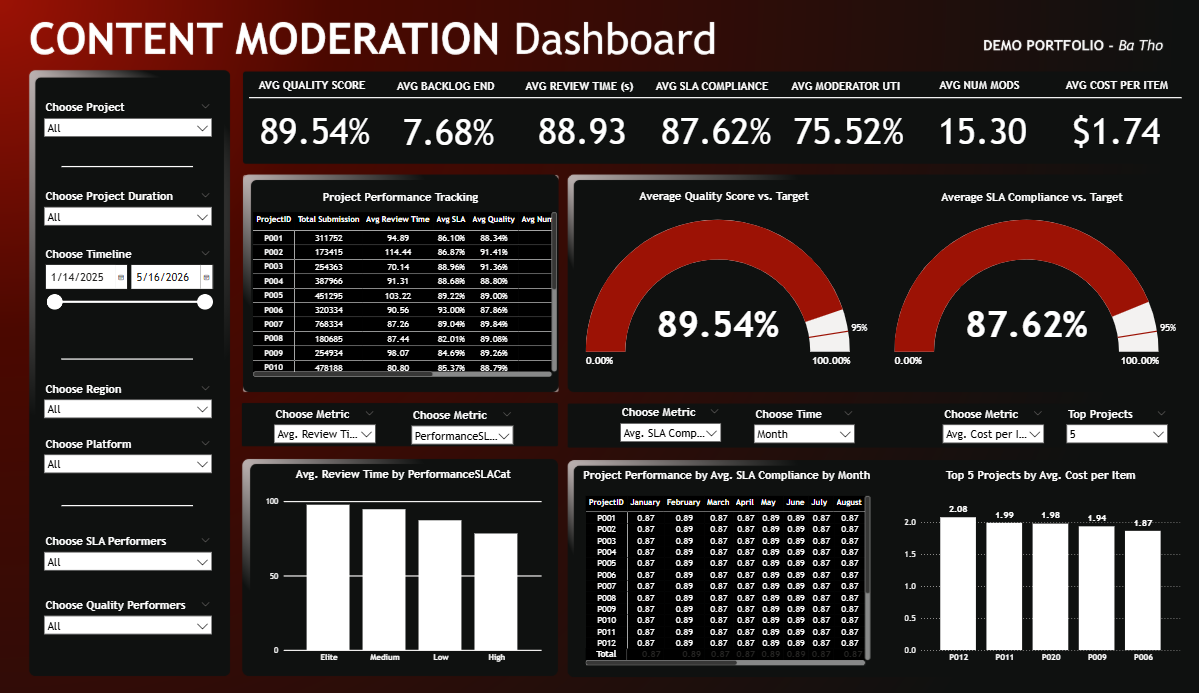 CONTENT MODERATION Dashboard
DEMO PORTFOLIO - Ba Tho
Choose Project
All
Choose Project Duration
All
Choose Timeline
1/14/2025 5/16/2026
Choose Region
All
Choose Platform
All
Choose SLA Performers
All
Choose Quality Performers
All
AVG QUALITY SCORE AVG BACKLOG END AVG REVIEW TIME (s) AVG SLA COMPLIANCE AVG MODERATOR UTI AVG NUM MODS AVG COST PER ITEM
89.54% 7.68% 88.93 87.62% 75.52% 15.30 $1.74
Project Performance Tracking
ProjectID Total Submission Avg Review Time Avg SLA Avg Quality Avg Num
P001 311752 94.89 86.10% 88.34%
P002 173415 114.44 86.87% 91.41%
P003 254363 70.14 88.96% 91.36%
P004 387966 91.31 88.68% 88.80%
P005 451295 103.22 89.22% 89.00%
P006 320334 90.56 93.00% 87.86%
P007 768334 87.26 89.04% 89.84%
P008 180685 87.44 82.01% 89.08%
P009 254934 98.07 84.69% 89.26%
P010 478188 80.80 85.37% 88.79%
Average Quality Score vs. Target
89.54%
95%
0.00% 100.00%
Average SLA Compliance vs. Target
87.62%
95%
0.00% 100.00%
Choose Metric Choose Metric
Avg. Review Ti... PerformanceSL...
Choose Metric Choose Time
Avg. SLA Comp... Month
Choose Metric Top Projects
Avg. Cost per I... 5
Avg. Review Time by PerformanceSLACat
100
50
0
Elite Medium Low High
Project Performance by Avg. SLA Compliance by Month
ProjectID January February March April May June July August
P001 0.87 0.89 0.87 0.87 0.89 0.89 0.87 0.87
P002 0.87 0.89 0.87 0.87 0.89 0.89 0.87 0.87
P003 0.87 0.89 0.87 0.87 0.89 0.89 0.87 0.87
P004 0.87 0.89 0.87 0.87 0.89 0.89 0.87 0.87
P005 0.87 0.89 0.87 0.87 0.89 0.89 0.87 0.87
P006 0.87 0.89 0.87 0.87 0.89 0.89 0.87 0.87
P007 0.87 0.89 0.87 0.87 0.89 0.89 0.87 0.87
P008 0.87 0.89 0.87 0.87 0.89 0.89 0.87 0.87
P009 0.87 0.89 0.87 0.87 0.89 0.89 0.87 0.87
P010 0.87 0.89 0.87 0.87 0.89 0.89 0.87 0.87
P011 0.87 0.89 0.87 0.87 0.89 0.89 0.87 0.87
P012 0.87 0.89 0.87 0.87 0.89 0.89 0.87 0.87
Total 0.87 0.89 0.87 0.87 0.89 0.89 0.87 0.87
Top 5 Projects by Avg. Cost per Item
2.08 1.99 1.98 1.94 1.87
2.0
1.5
1.0
0.5
0.0
P012 P011 P020 P009 P006